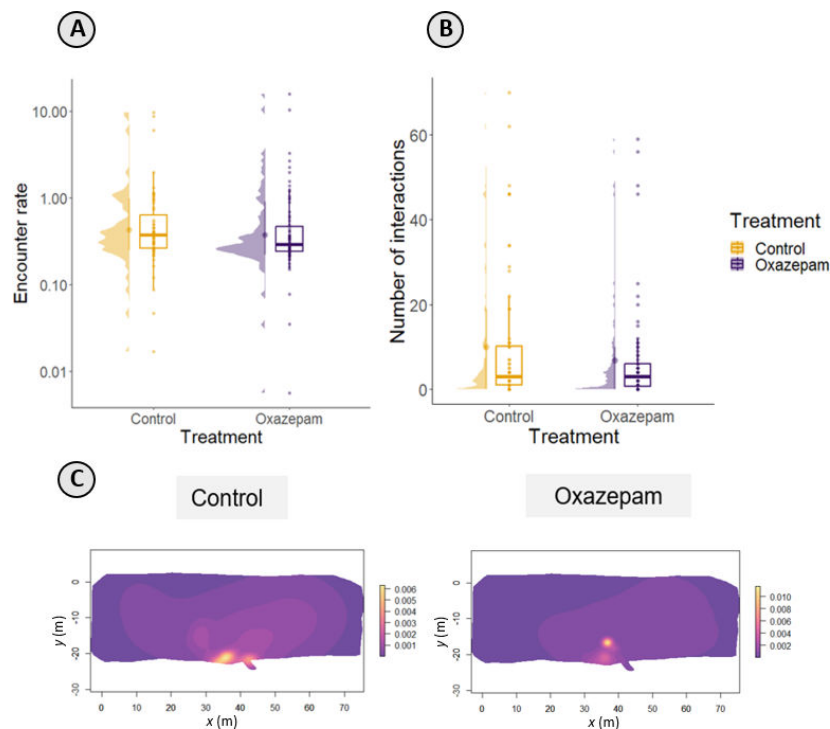 A
B
Encounter rate
10.00
1.00
0.10
0.01
Control
Oxazepam
Treatment
Number of interactions
60
40
20
0
Control
Oxazepam
Treatment
Treatment
Control
Oxazepam
C
Control
Oxazepam
y (m)
0
-10
-20
-30
0 10 20 30 40 50 60 70
x (m)
0.006
0.005
0.004
0.003
0.002
0.001
y (m)
0
-10
-20
-30
0 10 20 30 40 50 60 70
x (m)
0.010
0.008
0.006
0.004
0.002